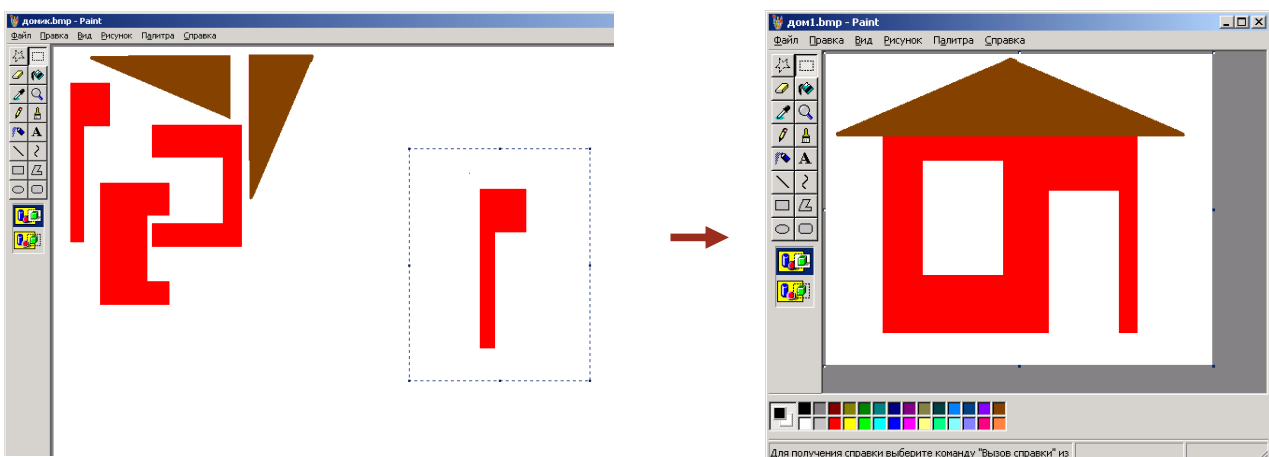 домик.bmp - Paint
Файл Правка Вид Рисунок Палитра Справка
A
дом1.bmp - Paint
Файл Правка Вид Рисунок Палитра Справка
A
Для получения справки выберите команду "Вызов справки" из